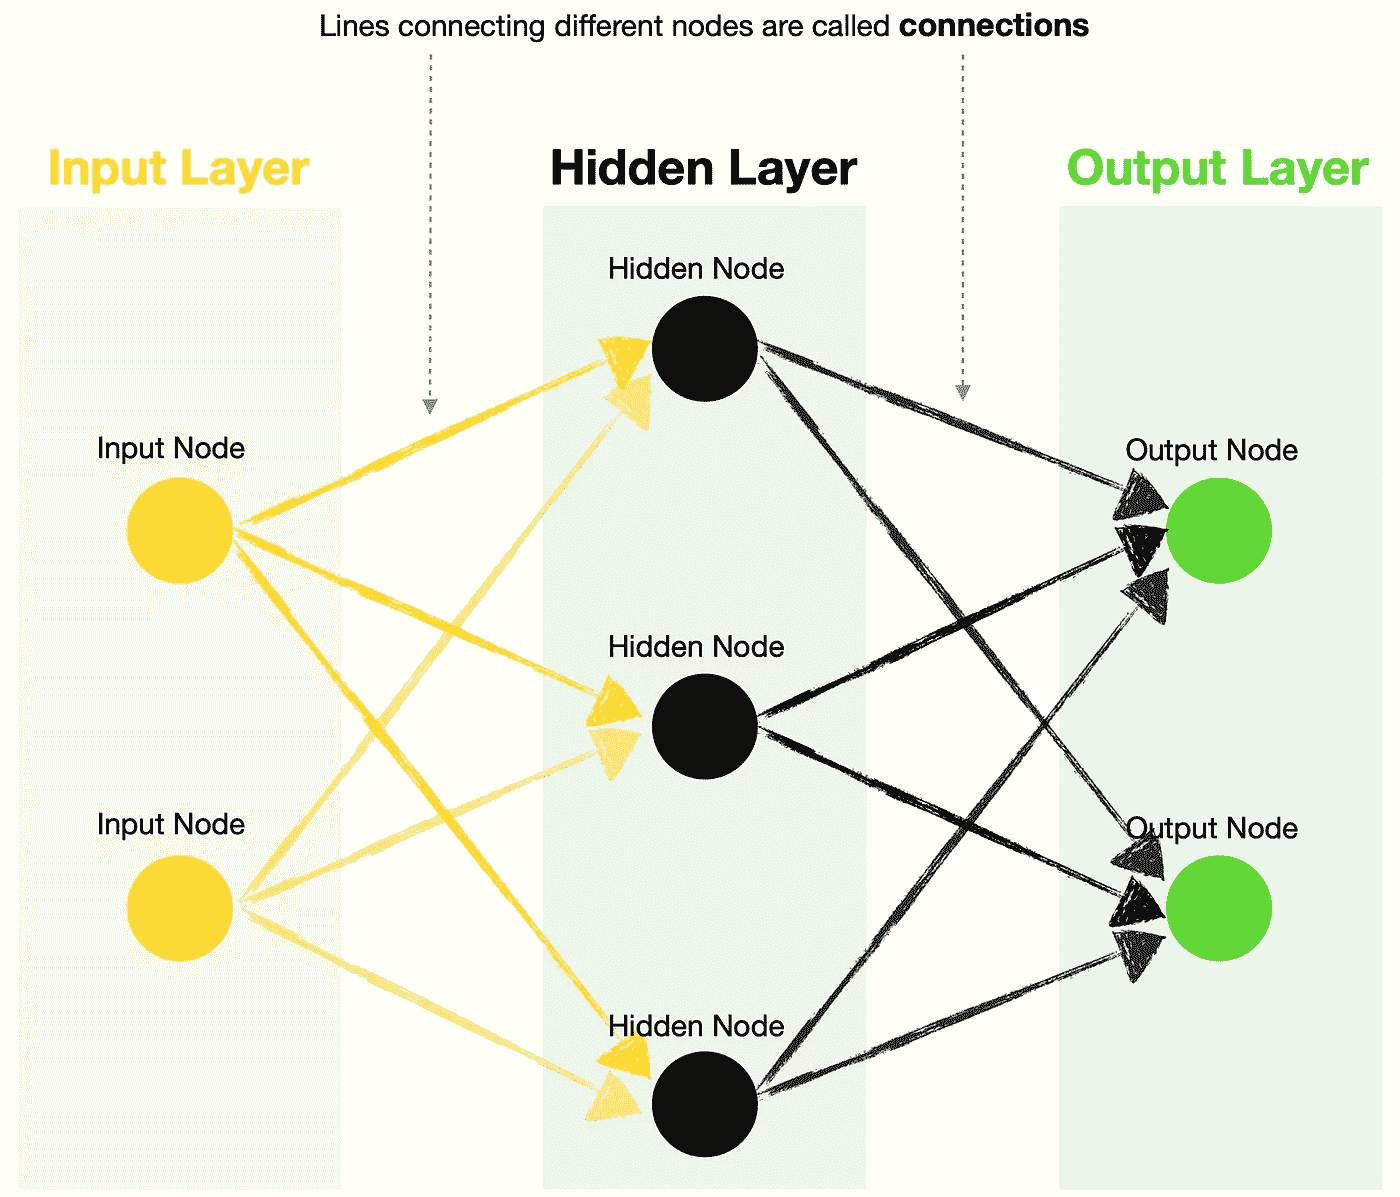 Lines connecting different nodes are called connections
Input Layer
Hidden Layer
Output Layer
Hidden Node
Input Node
Output Node
Hidden Node
Input Node
Output Node
Hidden Node